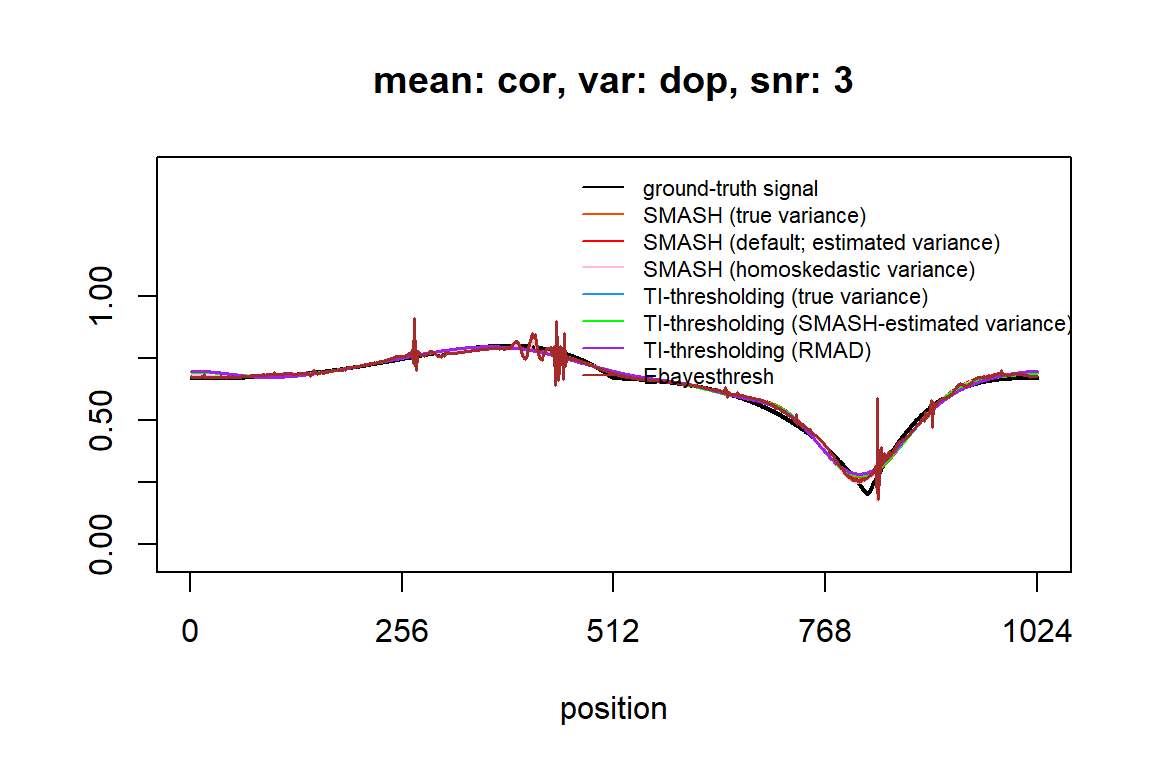 mean: cor, var: dop, snr: 3
ground-truth signal
SMASH (true variance)
SMASH (default; estimated variance)
SMASH (homoskedastic variance)
TI-thresholding (true variance)
TI-thresholding (SMASH-estimated variance)
TI-thresholding (RMAD)
Ebayesthresh
1.00
0.50
0.00
0 256 512 768 1024
position